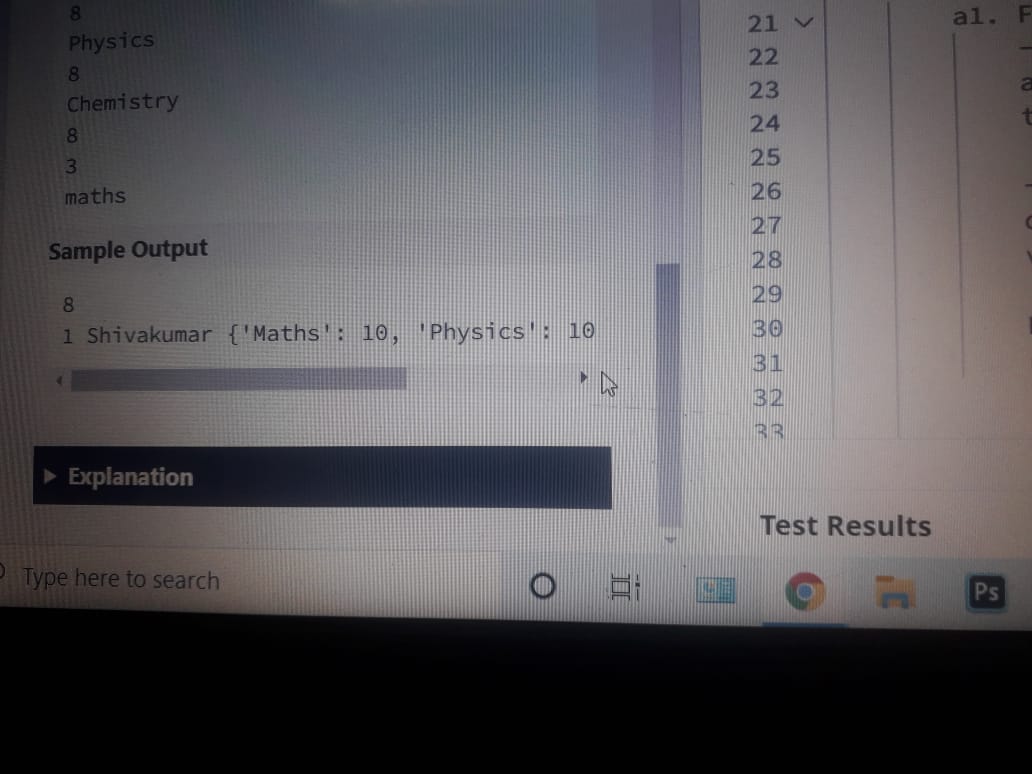 8
Physics
8
Chemistry
8
3
maths
Sample Output
8
1 Shivakumar {'Maths': 10, 'Physics': 10
Explanation
Type here to search
21
22
23
24
25
26
27
28
29
30
31
32
33
a1. F
Test Results
Ps